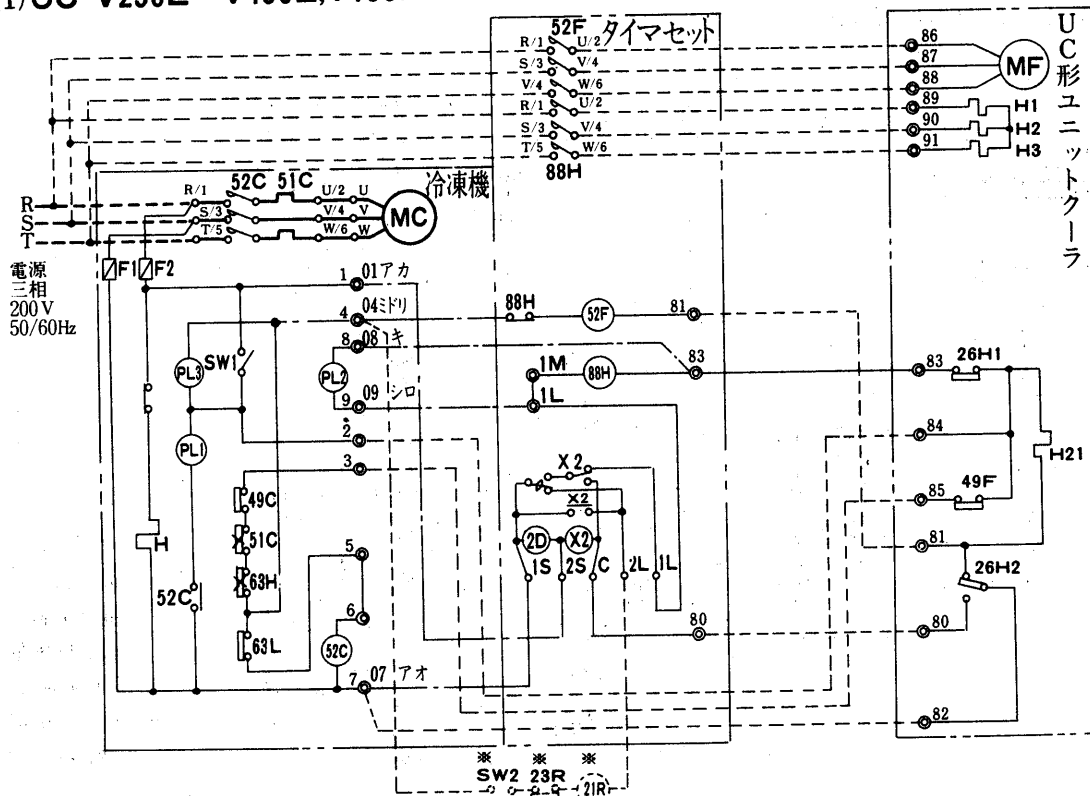 52F タイマセット
R/1 U/2
S/3 V/4
V/4 W/6
R/1 U/2
S/3 V/4
T/5 W/6
88H
UC形ユニットクーラ
86
87
88
89
90
91
MF
H1
H2
H3
冷凍機
R
S
T
52C 51C
R/1 U/2 U
S/3 V/4 V
T/5 W/6 W
MC
電源
三相
200V
50/60Hz
F1 F2
1 01アカ
4 04ミドリ
8 08 キ
9 09 シロ
2
3
PL3
SW1
PL2
PL1
49C
51C
63H
63L
H
52C
5
6
52C
7 07 アオ
88H
52F
81
1M
88H
83
1L
X2
X2
2D
X2
1S 2S C 2L 1L
80
83 26H1
84
H21
85 49F
81
26H2
80
82
※ ※ ※
SW2 23R 21R